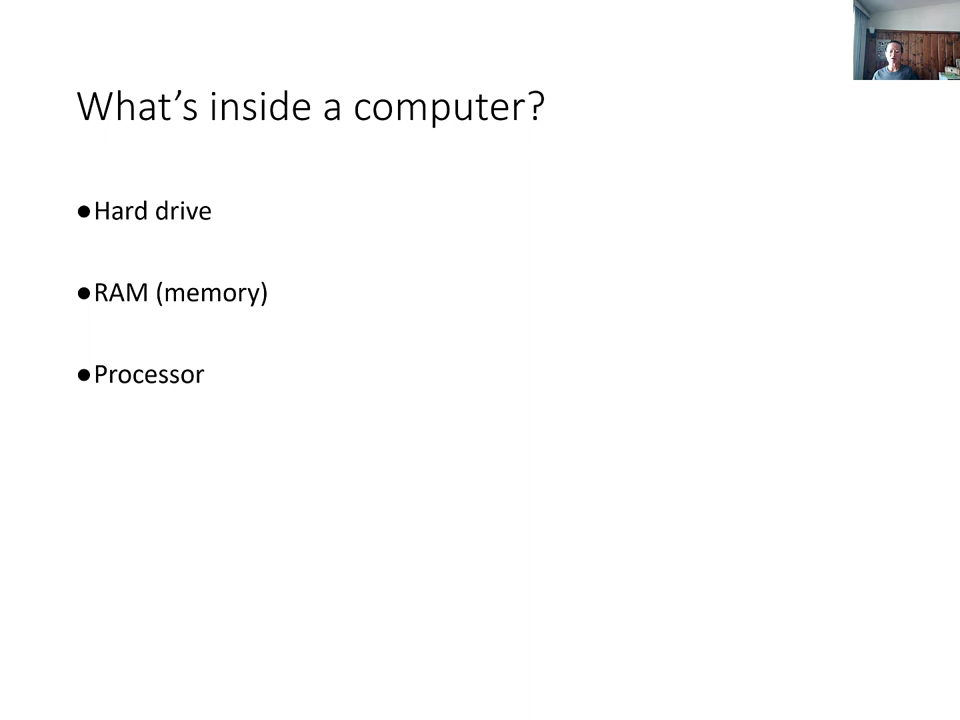 What’s inside a computer?
●Hard drive
●RAM (memory)
●Processor